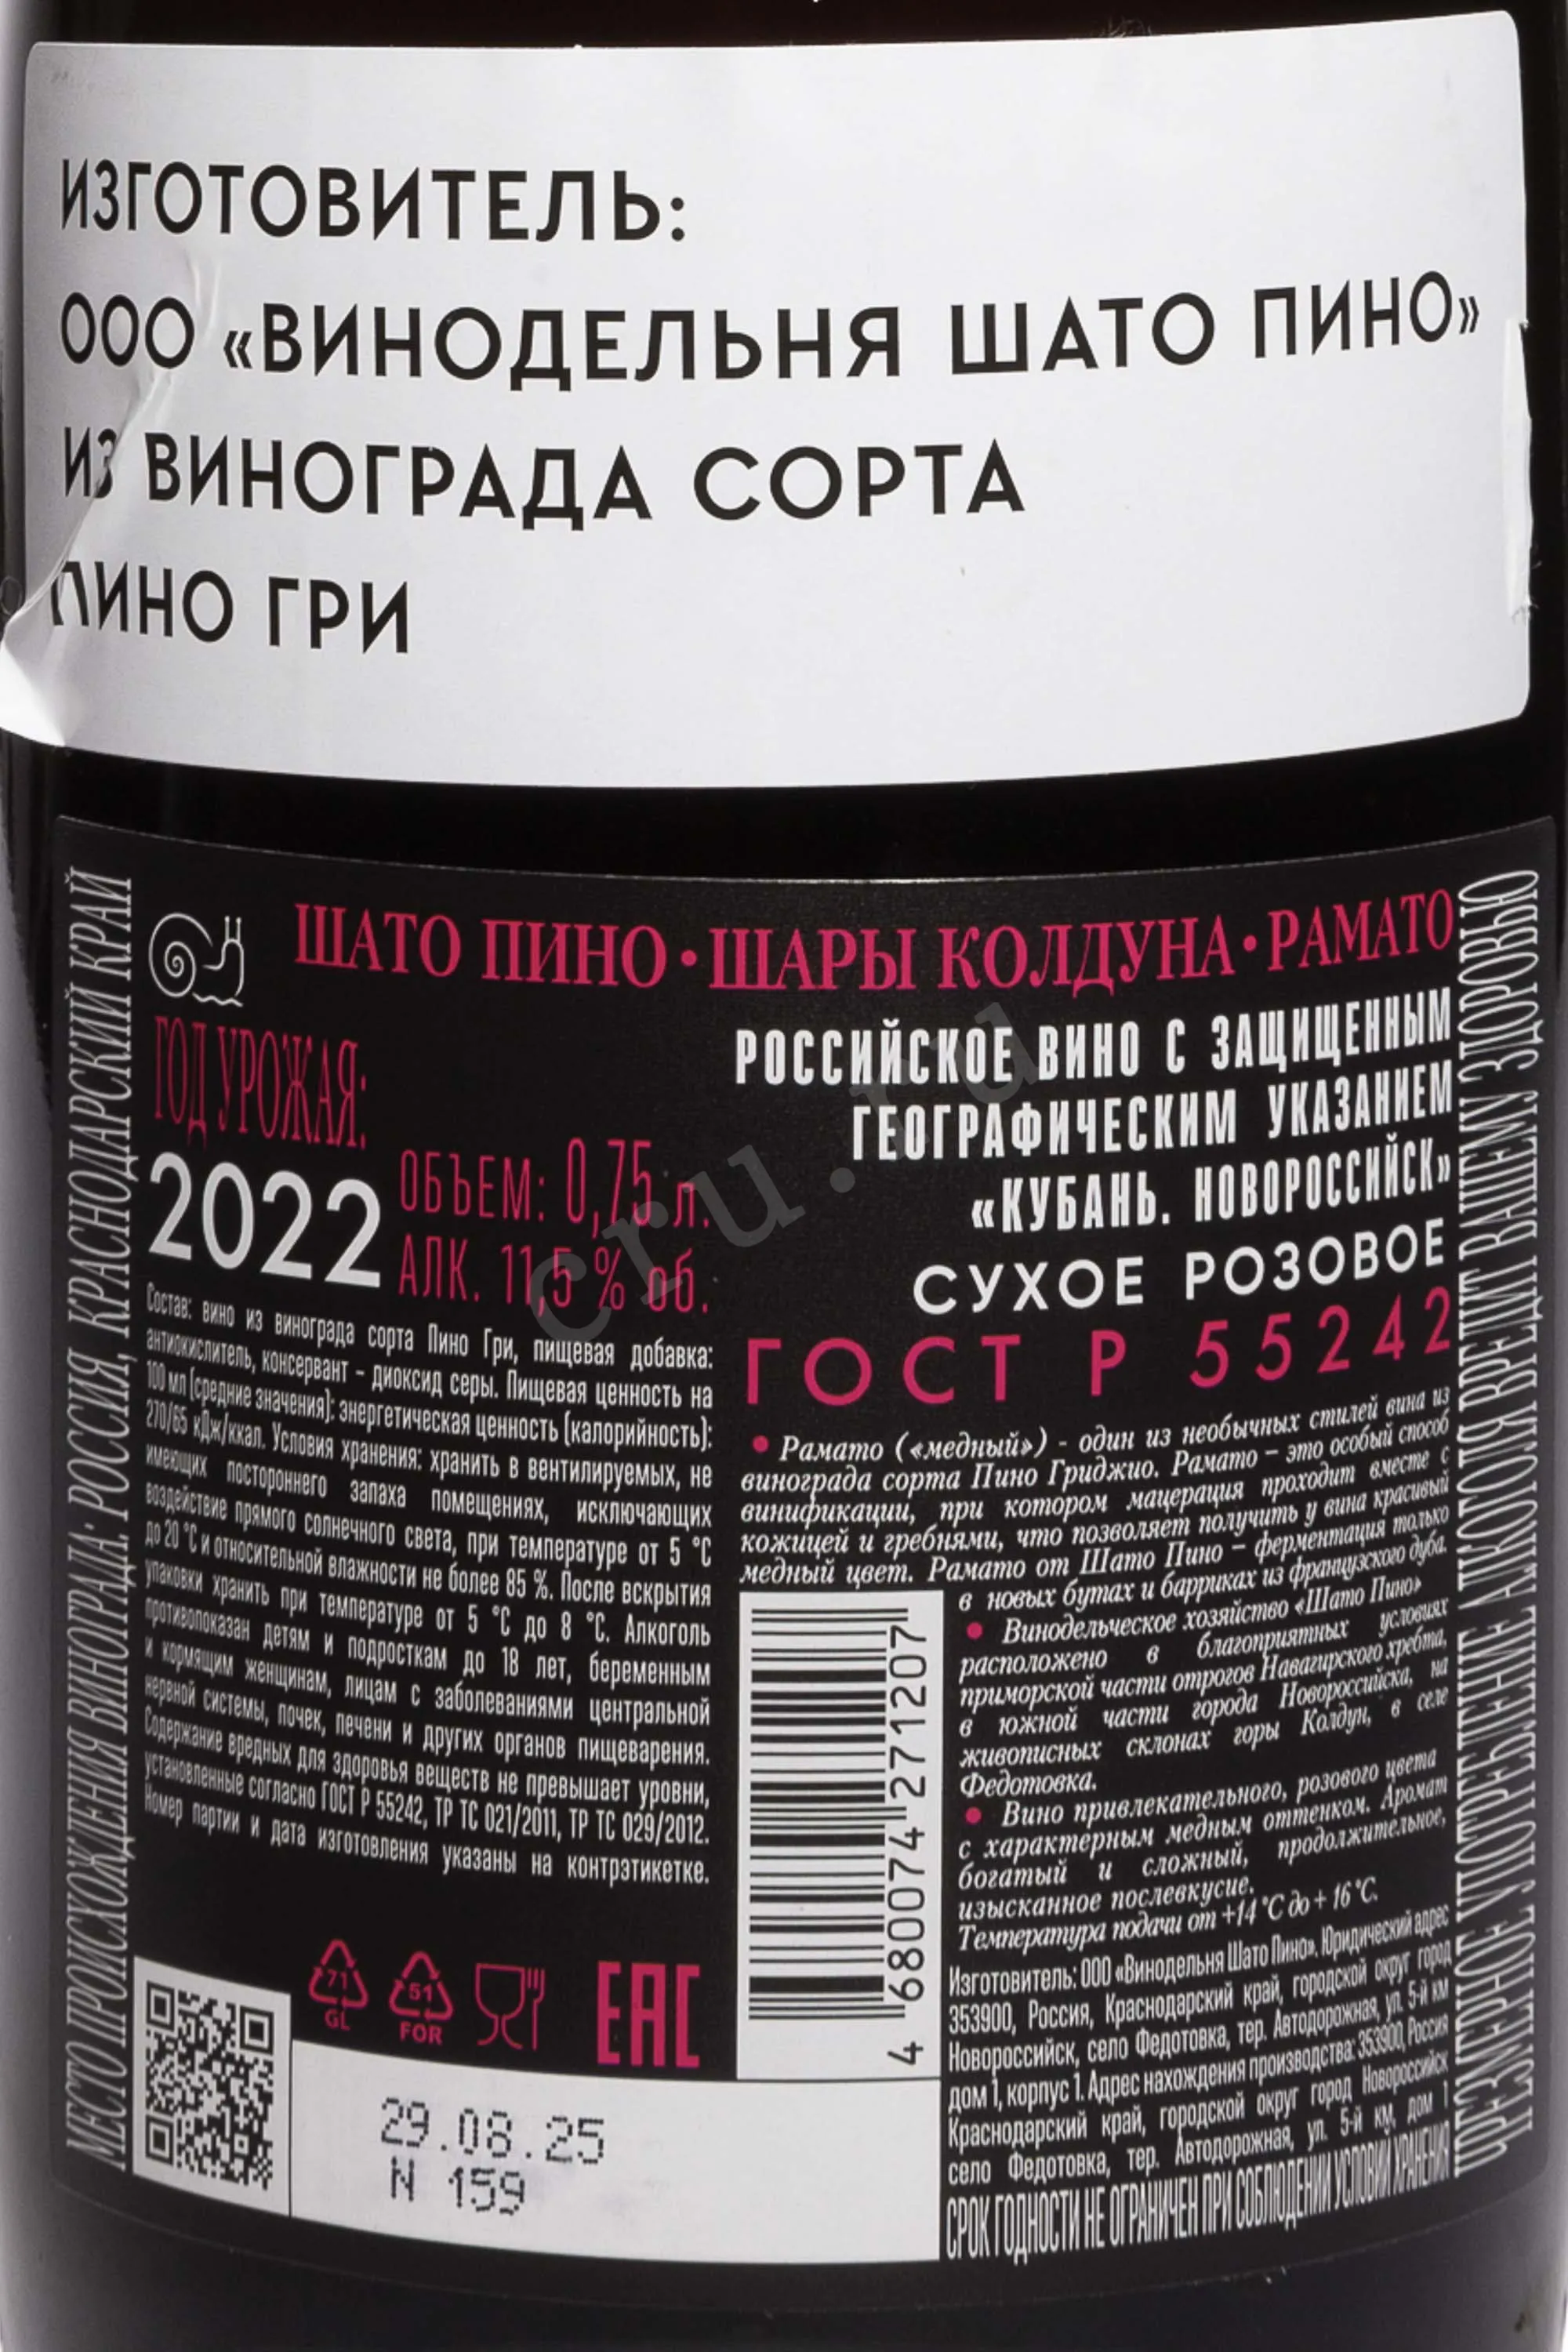 ИЗГОТОВИТЕЛЬ:
ООО «ВИНОДЕЛЬНЯ ШАТО ПИНО»
ИЗ ВИНОГРАДА СОРТА
ПИНО ГРИ
МЕСТО ПРОИСХОЖДЕНИЯ ВИНОГРАДА: РОССИЯ, КРАСНОДАРСКИЙ КРАЙ
ШАТО ПИНО • ШАРЫ КОЛДУНА • РАМАТО
ГОД УРОЖАЯ:
2022
ОБЪЕМ: 0,75 л.
АЛК. 11,5 % об.
Состав: вино из винограда сорта Пино Гри, пищевая добавка:
антиокислитель, консервант – диоксид серы. Пищевая ценность на
100 мл (средние значения): энергетическая ценность (калорийность):
270/65 кДж/ккал. Условия хранения: хранить в вентилируемых, не
имеющих постороннего запаха помещениях, исключающих
воздействие прямого солнечного света, при температуре от 5 °С
до 20 °С и относительной влажности не более 85 %. После вскрытия
упаковки хранить при температуре от 5 °С до 8 °С. Алкоголь
противопоказан детям и подросткам до 18 лет, беременным
и кормящим женщинам, лицам с заболеваниями центральной
нервной системы, почек, печени и других органов пищеварения.
Содержание вредных для здоровья веществ не превышает уровни,
установленные согласно ГОСТ Р 55242, ТР ТС 021/2011, ТР ТС 029/2012.
Номер партии и дата изготовления указаны на контрэтикетке.
71
GL
51
FOR
EAC
29.08.25
N 159
РОССИЙСКОЕ ВИНО С ЗАЩИЩЕННЫМ
ГЕОГРАФИЧЕСКИМ УКАЗАНИЕМ
«КУБАНЬ. НОВОРОССИЙСК»
СУХОЕ РОЗОВОЕ
ГОСТ Р 55242
• Рамато («медный») - один из необычных стилей вина из
винограда сорта Пино Гриджио. Рамато – это особый способ
винификации, при котором мацерация проходит вместе с
кожицей и гребнями, что позволяет получить у вина красивый
медный цвет. Рамато от Шато Пино – ферментация только
в новых бутах и барриках из французского дуба.
• Винодельческое хозяйство «Шато Пино»
расположено в благоприятных условиях
приморской части отрогов Навагирского хребта,
в южной части города Новороссийска, на
живописных склонах горы Колдун, в селе
Федотовка.
• Вино привлекательного, розового цвета
с характерным медным оттенком. Аромат
богатый и сложный, продолжительное,
изысканное послевкусие.
Температура подачи от +14 °С до + 16 °С.
4 680074 271207
Изготовитель: ООО «Винодельня Шато Пино». Юридический адрес
353900, Россия, Краснодарский край, городской округ город
Новороссийск, село Федотовка, тер. Автодорожная, ул. 5-й км
дом 1, корпус 1. Адрес нахождения производства: 353900, Россия
Краснодарский край, городской округ город Новороссийск
село Федотовка, тер. Автодорожная, ул. 5-й км, дом 1
СРОК ГОДНОСТИ НЕ ОГРАНИЧЕН ПРИ СОБЛЮДЕНИИ УСЛОВИЙ ХРАНЕНИЯ
ЧРЕЗМЕРНОЕ УПОТРЕБЛЕНИЕ АЛКОГОЛЯ ВРЕДИТ ВАШЕМУ ЗДОРОВЬЮ
cru.ru